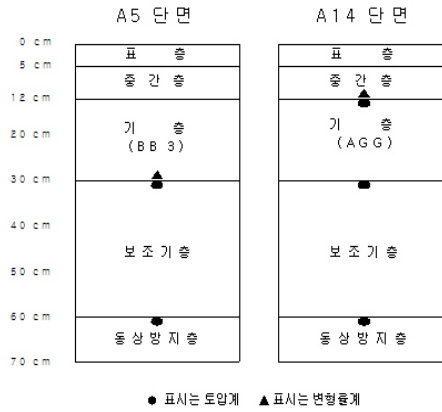 A5 단면 A14 단면
0 cm
표 층 표 층
5 cm
중 간 층 중 간 층
12 cm
기 층 기 층
20 cm
(BB 3) (AGG)
30 cm
40 cm
보 조 기 층 보 조 기 층
50 cm
60 cm
동 상 방 지 층 동 상 방 지 층
70 cm
● 표시는 토압계 ▲ 표시는 변형률계